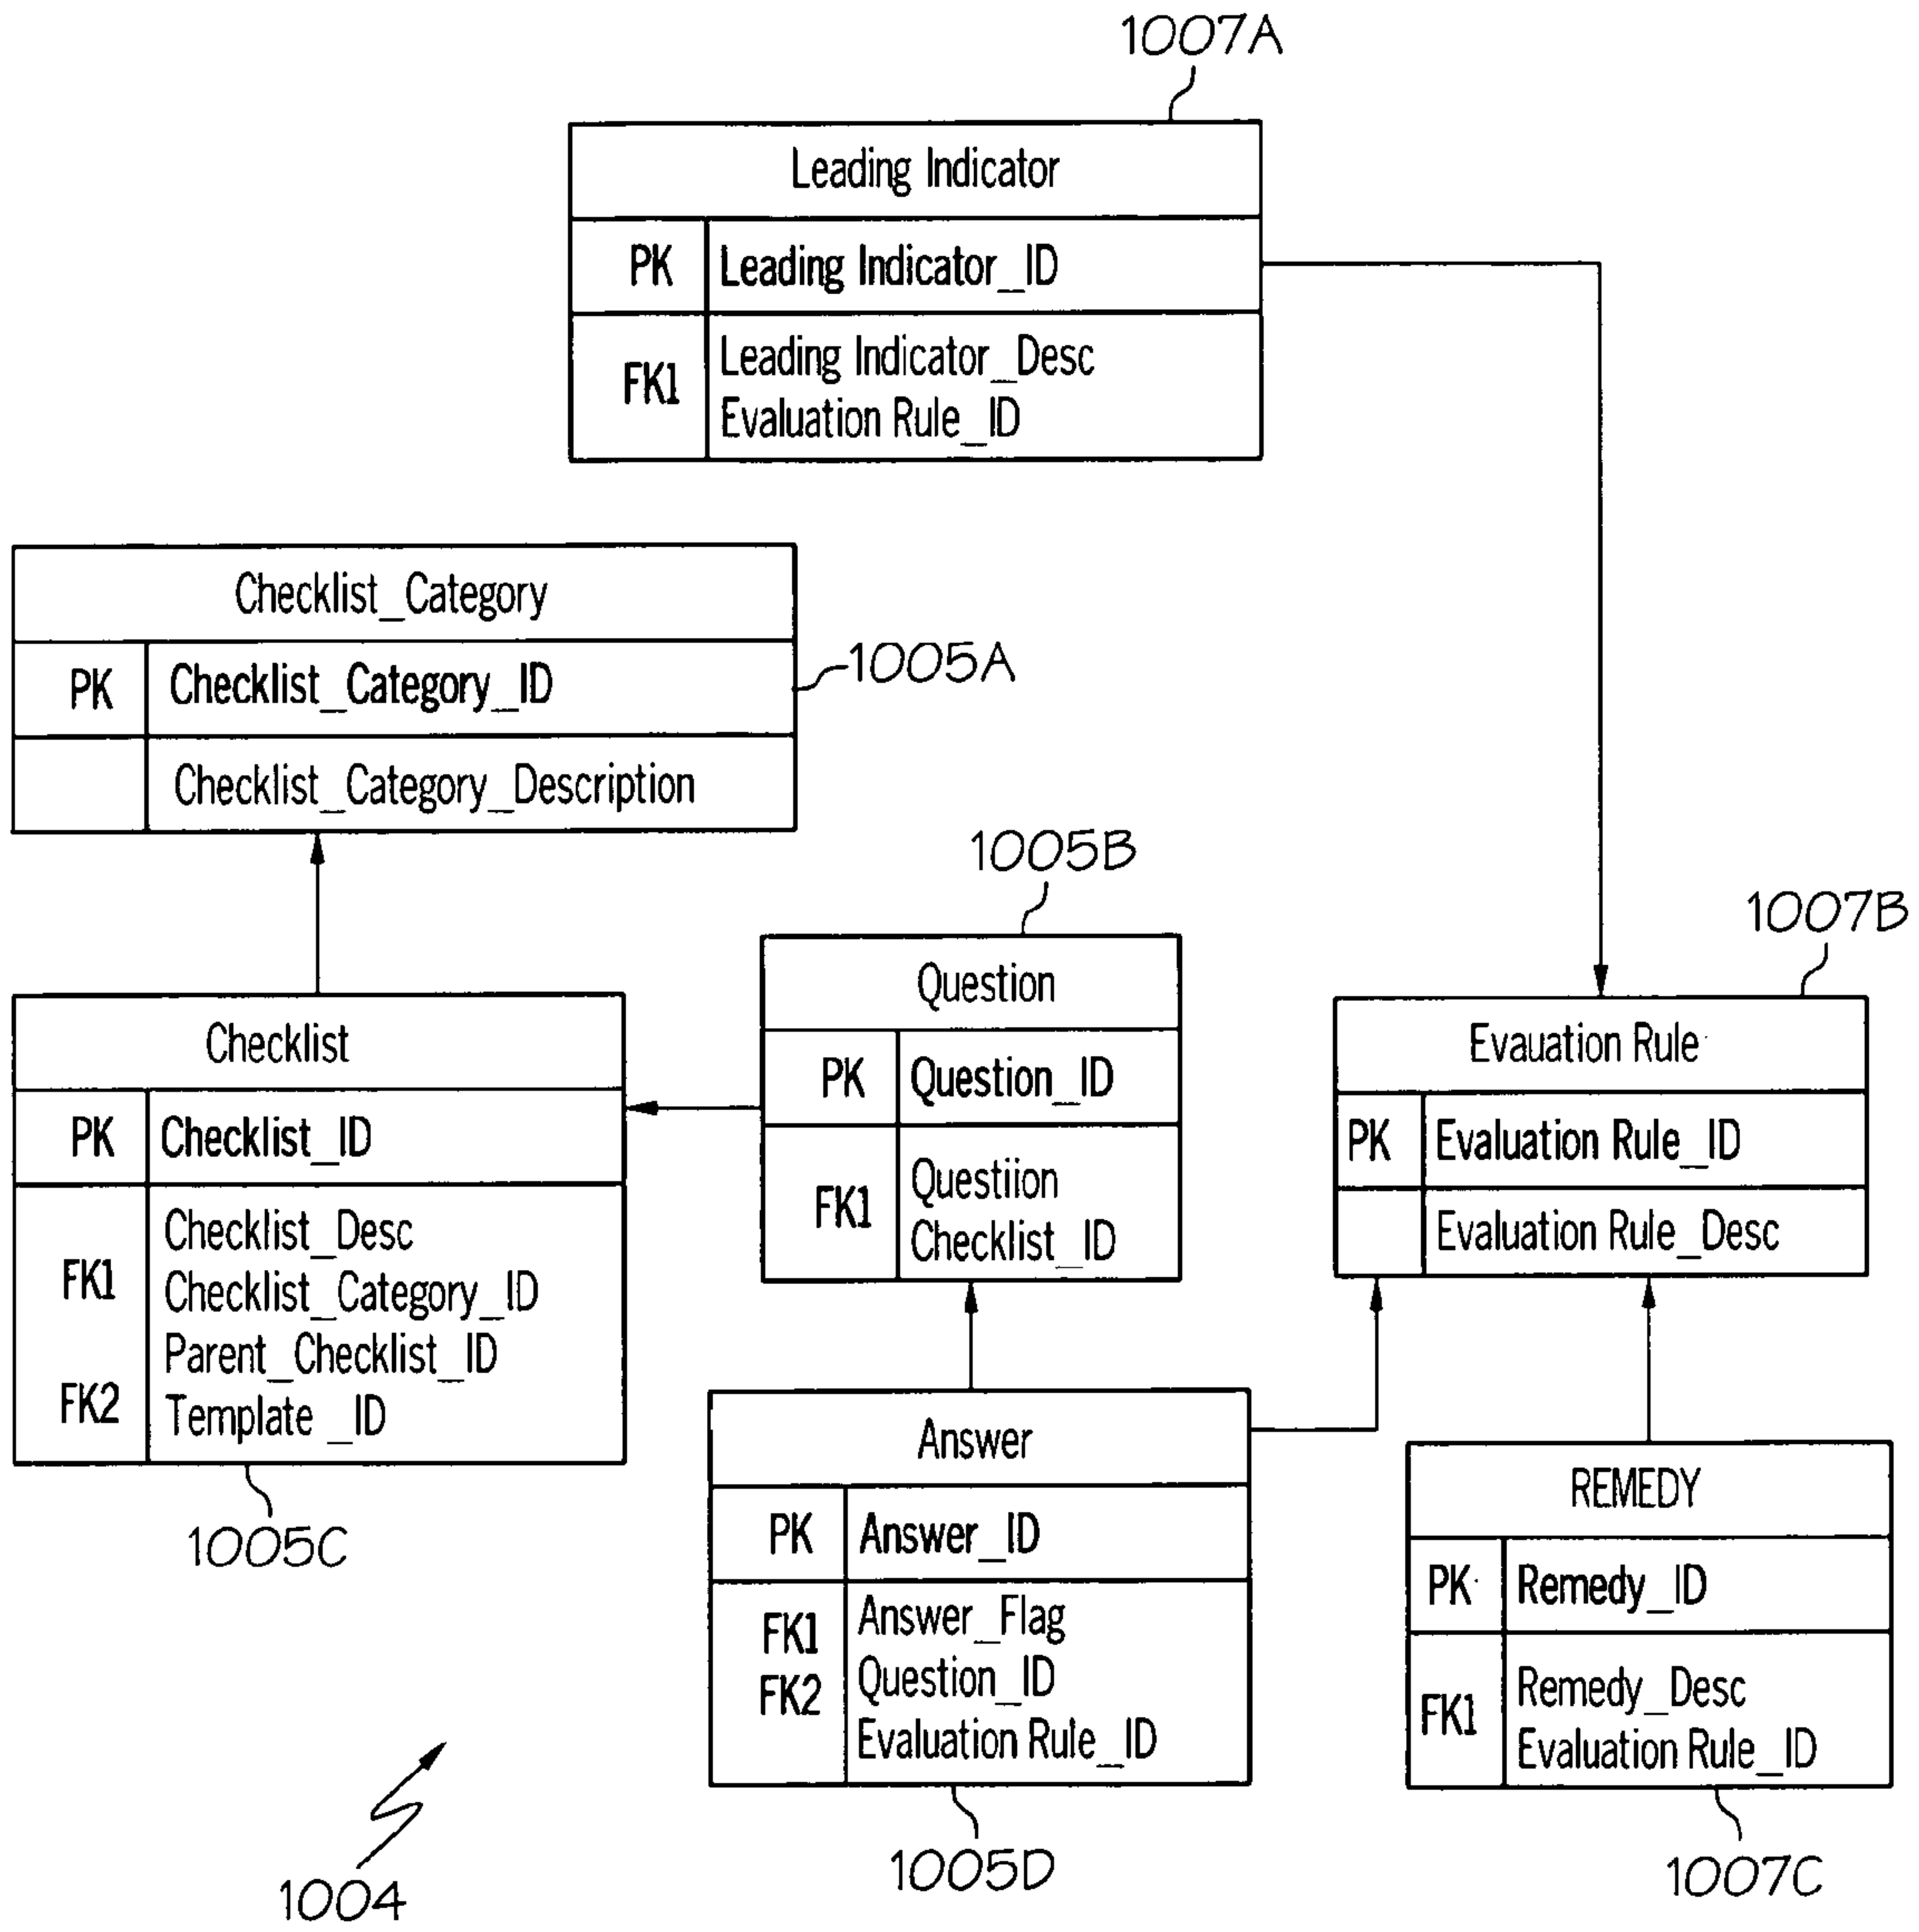 1007A
Leading Indicator
PK Leading Indicator_ID
Leading Indicator_Desc
FK1
Evaluation Rule_ID
Checklist_Category
PK Checklist_Category_ID
1005A
Checklist_Category_Description
1005B
Question
PK Question_ID
Questiion
FK1
Checklist_ID
1007B
Evauation Rule
PK Evaluation Rule_ID
Evaluation Rule_Desc
Checklist
PK Checklist_ID
Checklist_Desc
FK1 Checklist_Category_ID
Parent_Checklist_ID
FK2 Template _ID
1005C
Answer
PK Answer_ID
FK1 Answer_Flag
FK2 Question_ID
Evaluation Rule_ID
1005D
REMEDY
PK Remedy_ID
Remedy_Desc
FK1
Evaluation Rule_ID
1007C
1004